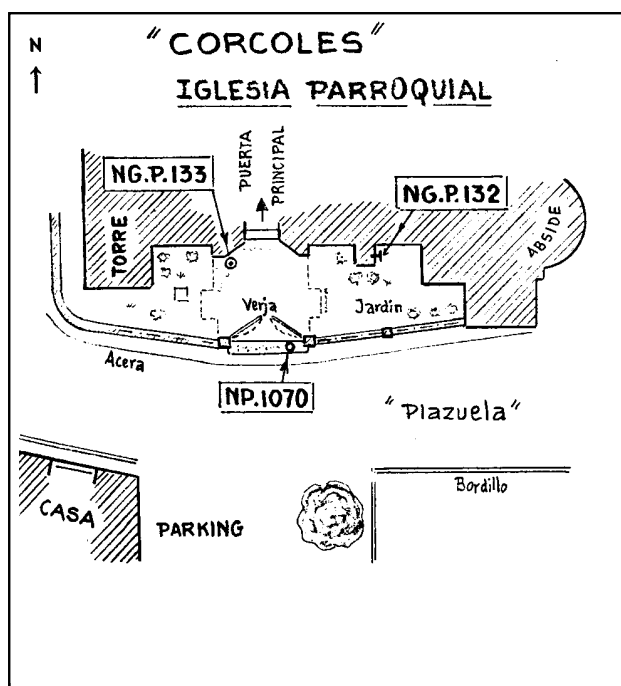 N
"CORCOLES"
IGLESIA PARROQUIAL
NG.P.133
PUERTA
PRINCIPAL
NG.P.132
TORRE
ABSIDE
Verja
Jardin
Acera
NP.1070
"Plazuela"
CASA
PARKING
Bordillo